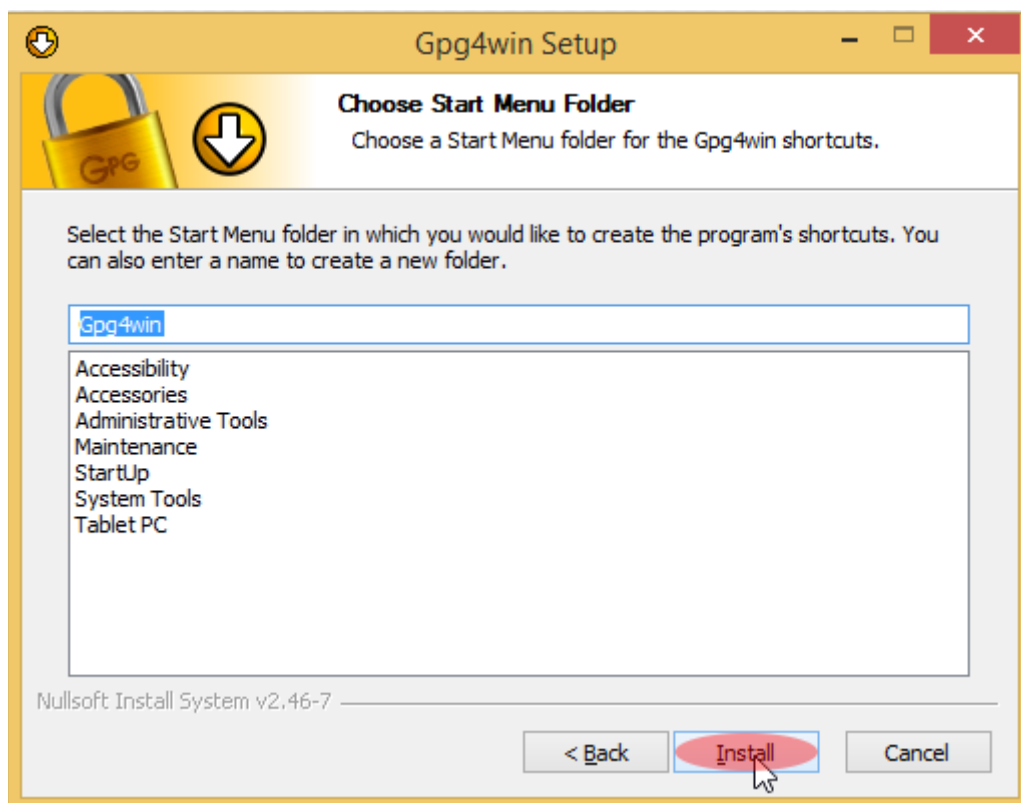 Gpg4win Setup
Choose Start Menu Folder
Choose a Start Menu folder for the Gpg4win shortcuts.
GPG
Select the Start Menu folder in which you would like to create the program's shortcuts. You
can also enter a name to create a new folder.
Gpg4win
Accessibility
Accessories
Administrative Tools
Maintenance
StartUp
System Tools
Tablet PC
Nullsoft Install System v2.46-7
< Back
Install
Cancel